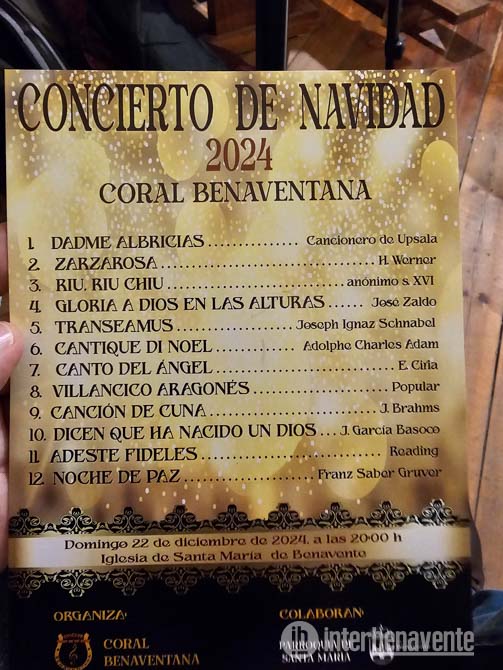 CONCIERTO DE NAVIDAD
2024
CORAL BENAVENTANA
1. DADME ALBRICIAS ............... Cancionero de Upsala
2. ZARZAROSA ............... H. Werner
3. RIU, RIU CHIU ............... anónimo s. XVI
4. GLORIA A DIOS EN LAS ALTURAS ...... José Zaldo
5. TRANSEAMUS ............... Joseph Ignaz Schnabel
6. CANTIQUE DI NOEL ............... Adolphe Charles Adam
7. CANTO DEL ÁNGEL ............... E. Ciria
8. VILLANCICO ARAGONÉS ............... Popular
9. CANCIÓN DE CUNA ............... J. Brahms
10. DICEN QUE HA NACIDO UN DIOS ... J. García Basoco
11. ADESTE FIDELES ............... Reading
12. NOCHE DE PAZ ............... Franz Saber Gruver
Domingo 22 de diciembre de 2024, a las 20:00 h
Iglesia de Santa María de Benavente
ORGANIZA:
CORAL
BENAVENTANA
COLABORAN:
PARROQUIA DE
SANTA MARIA
interbenavente